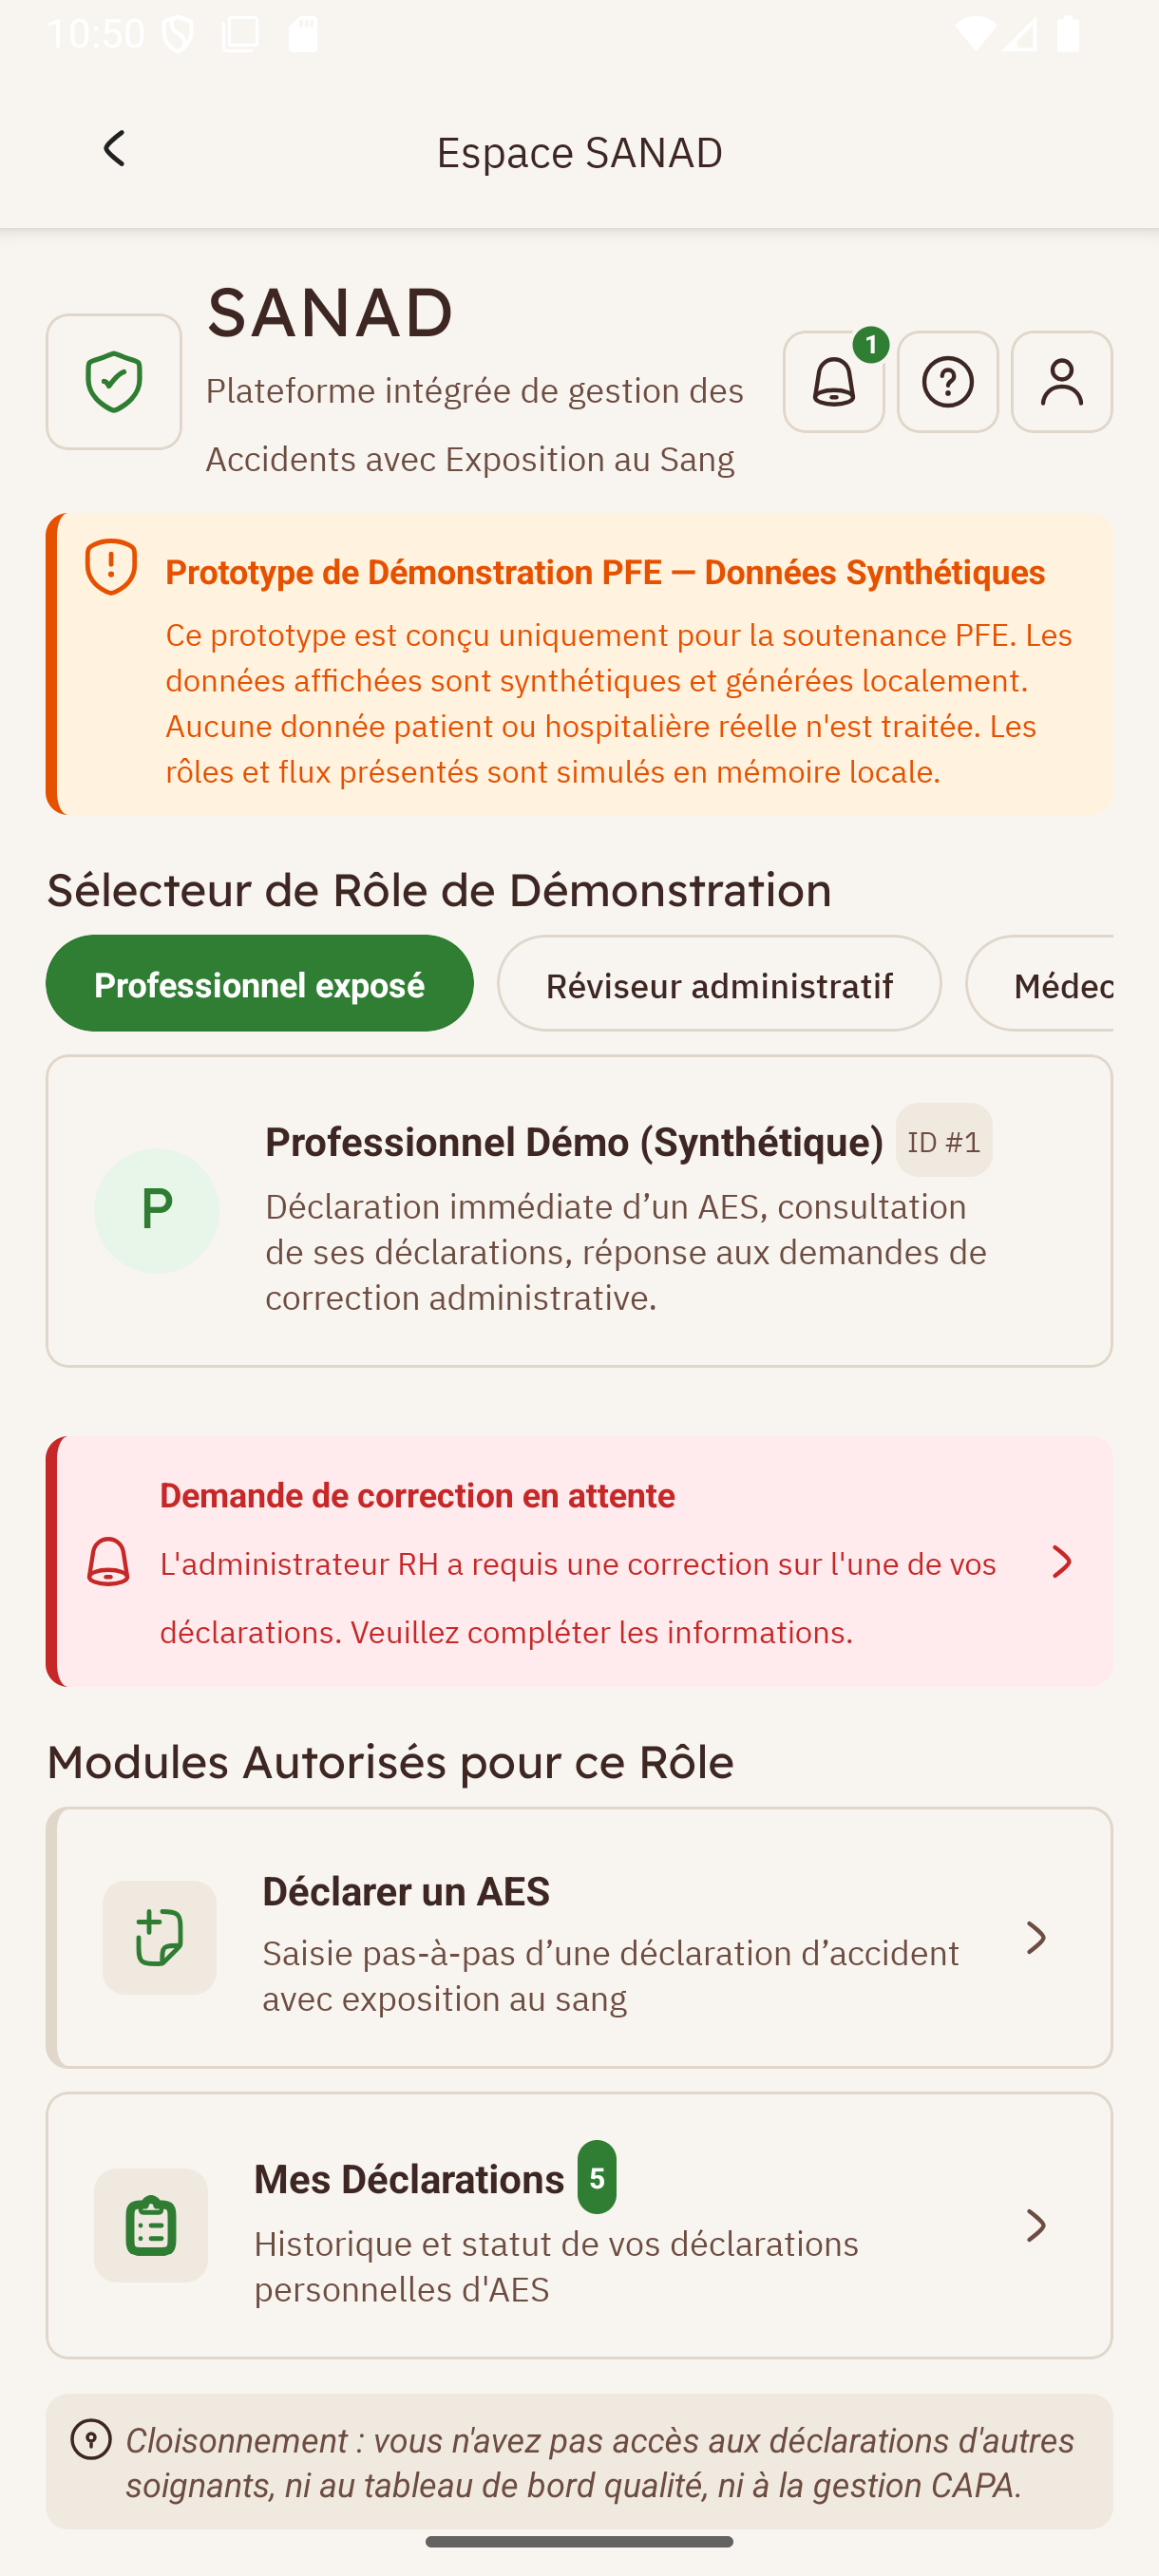 10:50
Espace SANAD
SANAD
Plateforme intégrée de gestion des
Accidents avec Exposition au Sang
1
Prototype de Démonstration PFE — Données Synthétiques
Ce prototype est conçu uniquement pour la soutenance PFE. Les
données affichées sont synthétiques et générées localement.
Aucune donnée patient ou hospitalière réelle n'est traitée. Les
rôles et flux présentés sont simulés en mémoire locale.
Sélecteur de Rôle de Démonstration
Professionnel exposé
Réviseur administratif
Médec
P
Professionnel Démo (Synthétique) ID #1
Déclaration immédiate d’un AES, consultation
de ses déclarations, réponse aux demandes de
correction administrative.
Demande de correction en attente
L'administrateur RH a requis une correction sur l'une de vos
déclarations. Veuillez compléter les informations.
Modules Autorisés pour ce Rôle
Déclarer un AES
Saisie pas-à-pas d’une déclaration d’accident
avec exposition au sang
Mes Déclarations 5
Historique et statut de vos déclarations
personnelles d'AES
Cloisonnement : vous n'avez pas accès aux déclarations d'autres
soignants, ni au tableau de bord qualité, ni à la gestion CAPA.